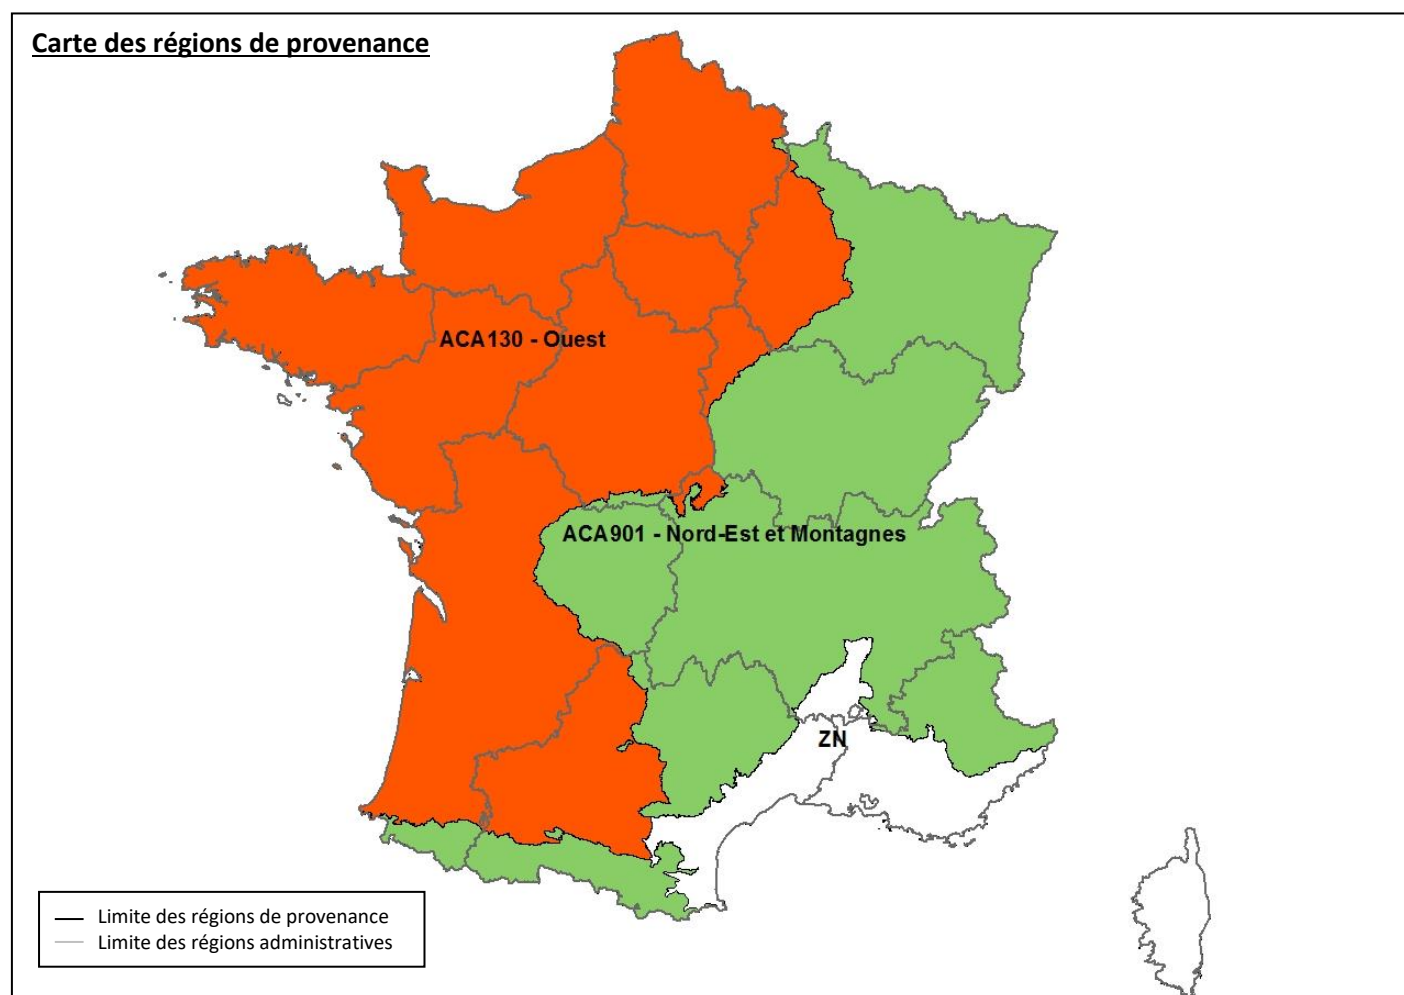 Carte des régions de provenance
ACA130 - Ouest
ACA901 - Nord-Est et Montagnes
ZN
Limite des régions de provenance
Limite des régions administratives